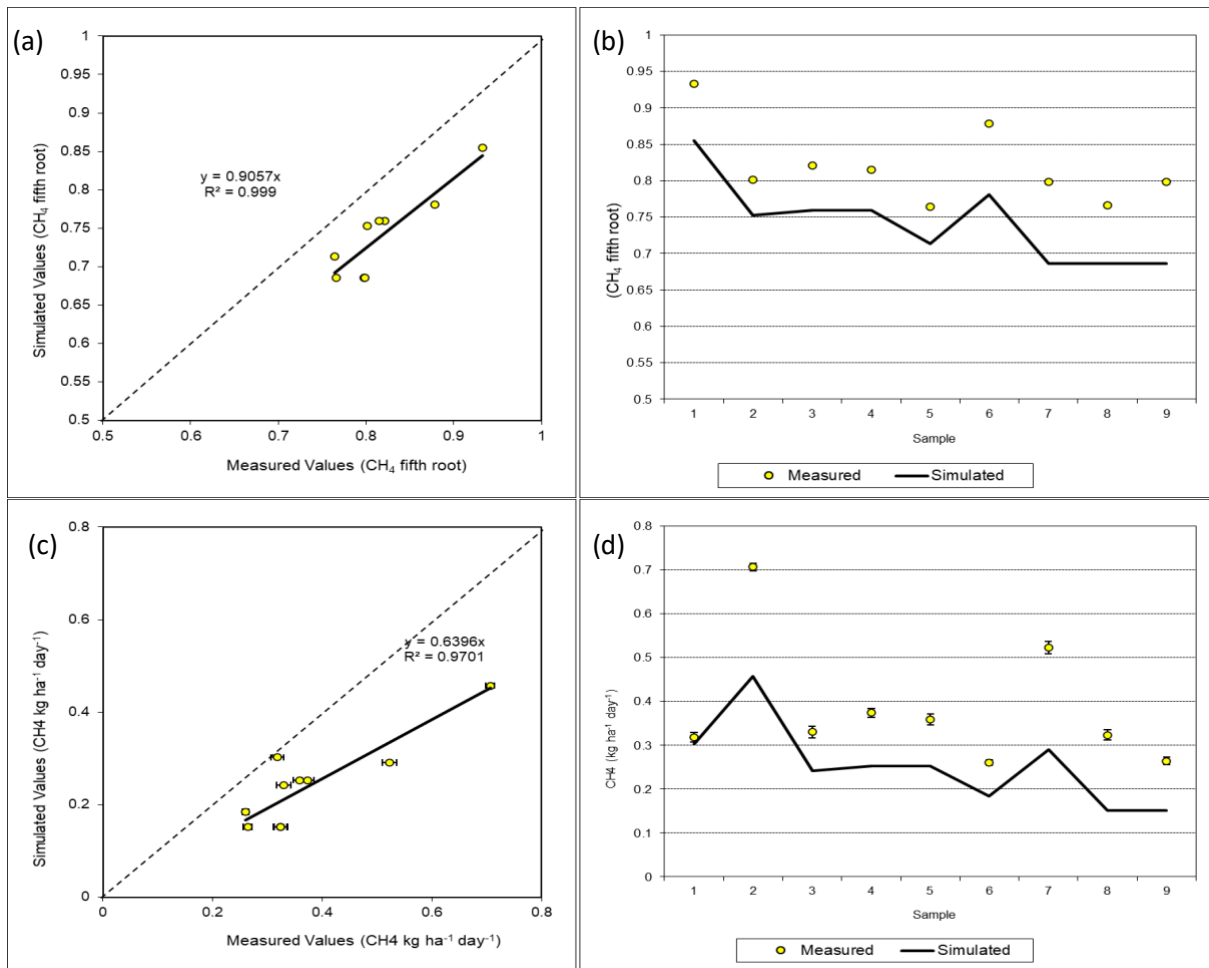 (a)
1
0.95
0.9
0.85
0.8
0.75
0.7
0.65
0.6
0.55
0.5
Simulated Values (CH₄ fifth root)
y = 0.9057x
R² = 0.999
0.5 0.6 0.7 0.8 0.9 1
Measured Values (CH₄ fifth root)
(b)
1
0.95
0.9
0.85
0.8
0.75
0.7
0.65
0.6
0.55
0.5
(CH₄ fifth root)
1 2 3 4 5 6 7 8 9
Sample
Measured Simulated
(c)
0.8
0.6
0.4
0.2
0
Simulated Values (CH4 kg ha⁻¹ day⁻¹)
y = 0.6396x
R² = 0.9701
0 0.2 0.4 0.6 0.8
Measured Values (CH4 kg ha⁻¹ day⁻¹)
(d)
0.8
0.7
0.6
0.5
0.4
0.3
0.2
0.1
0
CH4 (kg ha⁻¹ day⁻¹)
1 2 3 4 5 6 7 8 9
Sample
Measured Simulated